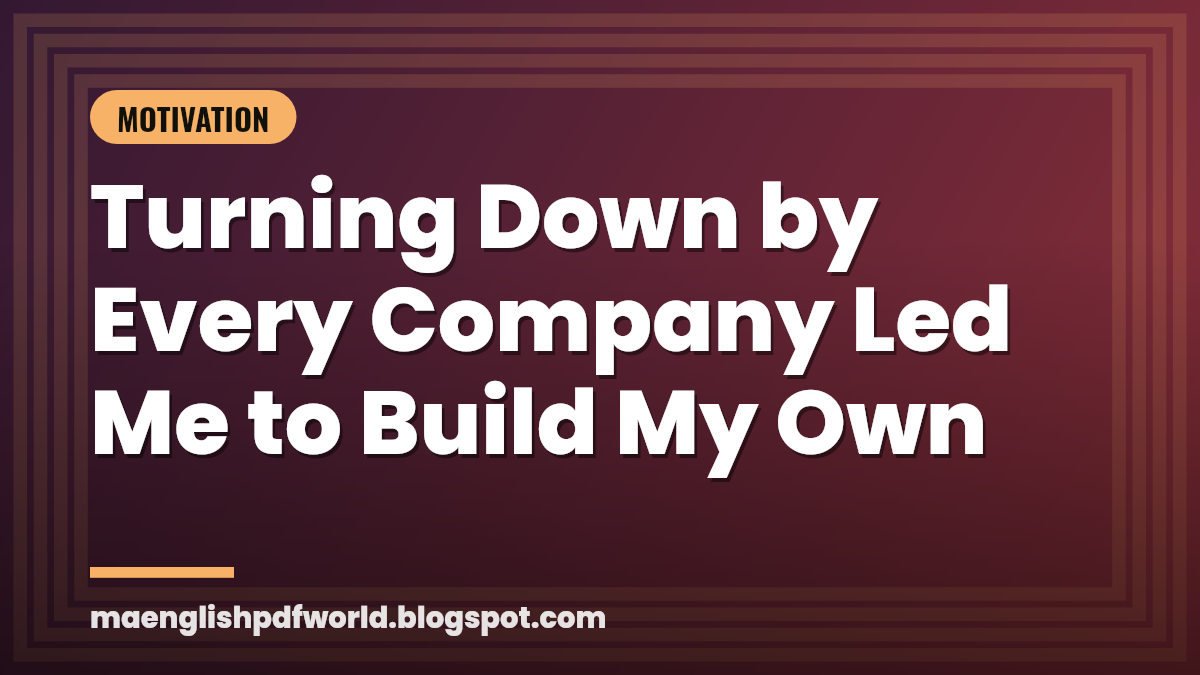 MOTIVATION
Turning Down by
Every Company Led
Me to Build My Own
maenglishpdfworld.blogspot.com